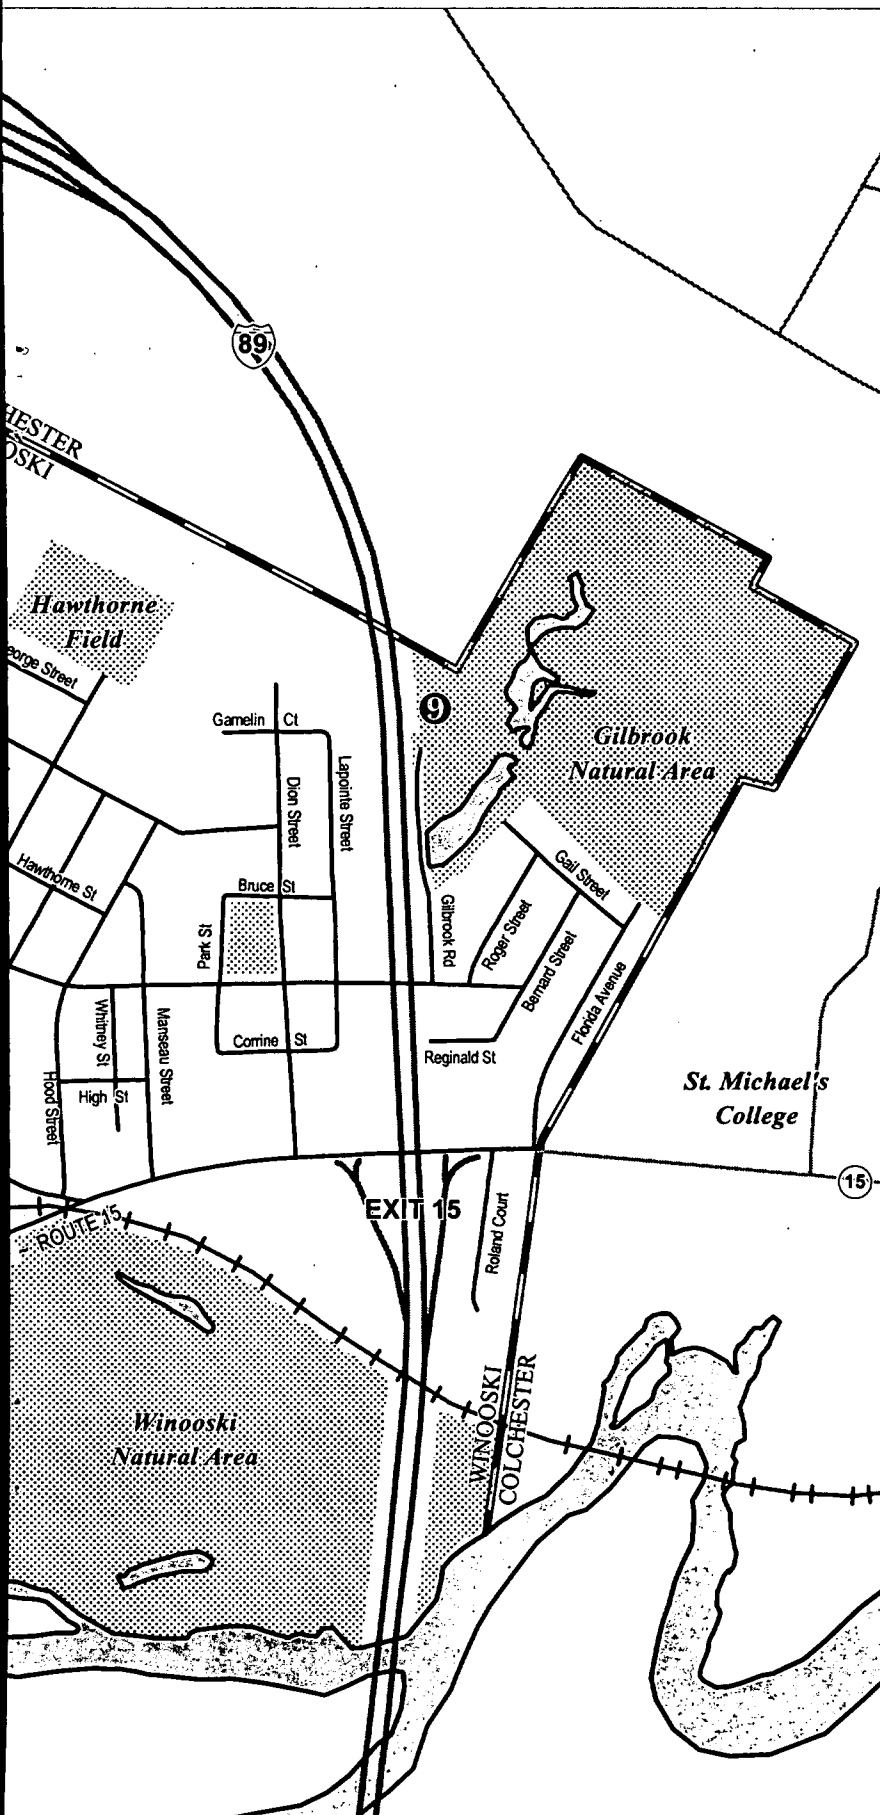 89
HESTER
OSKI
Hawthorne
Field
eorge Street
9
Gamelin Ct
Gilbrook
Natural Area
Dion Street
Lapointe Street
Hawthorne St
Bruce St
Gail Street
Park St
Gilbrook Rd
Roger Street
Bernard Street
Florida Avenue
Whitney St
Manseau Street
Corrine St
Reginald St
Hood Street
High St
St. Michael's
College
15
EXIT 15
ROUTE 15
Roland Court
WINOOSKI
COLCHESTER
Winooski
Natural Area